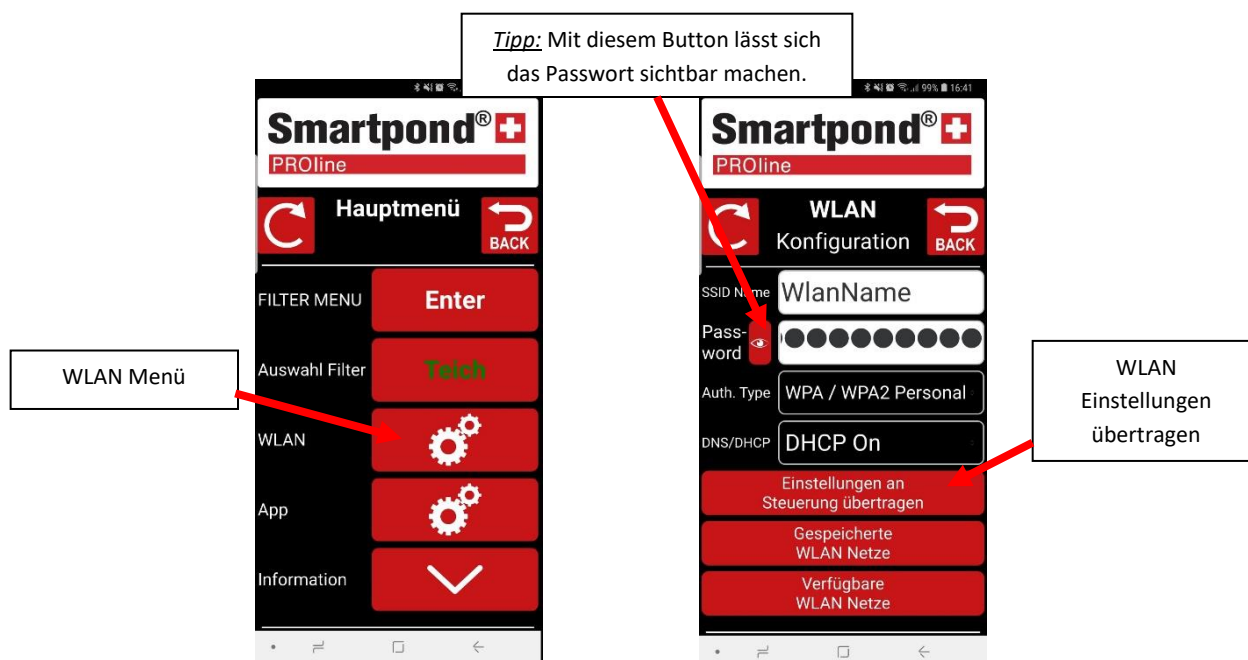 Tipp: Mit diesem Button lässt sich
das Passwort sichtbar machen.
Smartpond®
PROline
Hauptmenü
BACK
FILTER MENU
Enter
Auswahl Filter
Teich
WLAN
App
Information
WLAN Menü
99% 16:41
Smartpond®
PROline
WLAN
Konfiguration
BACK
SSID Name
WlanName
Pass-
word
Auth. Type
WPA / WPA2 Personal
DNS/DHCP
DHCP On
Einstellungen an
Steuerung übertragen
Gespeicherte
WLAN Netze
Verfügbare
WLAN Netze
WLAN
Einstellungen
übertragen